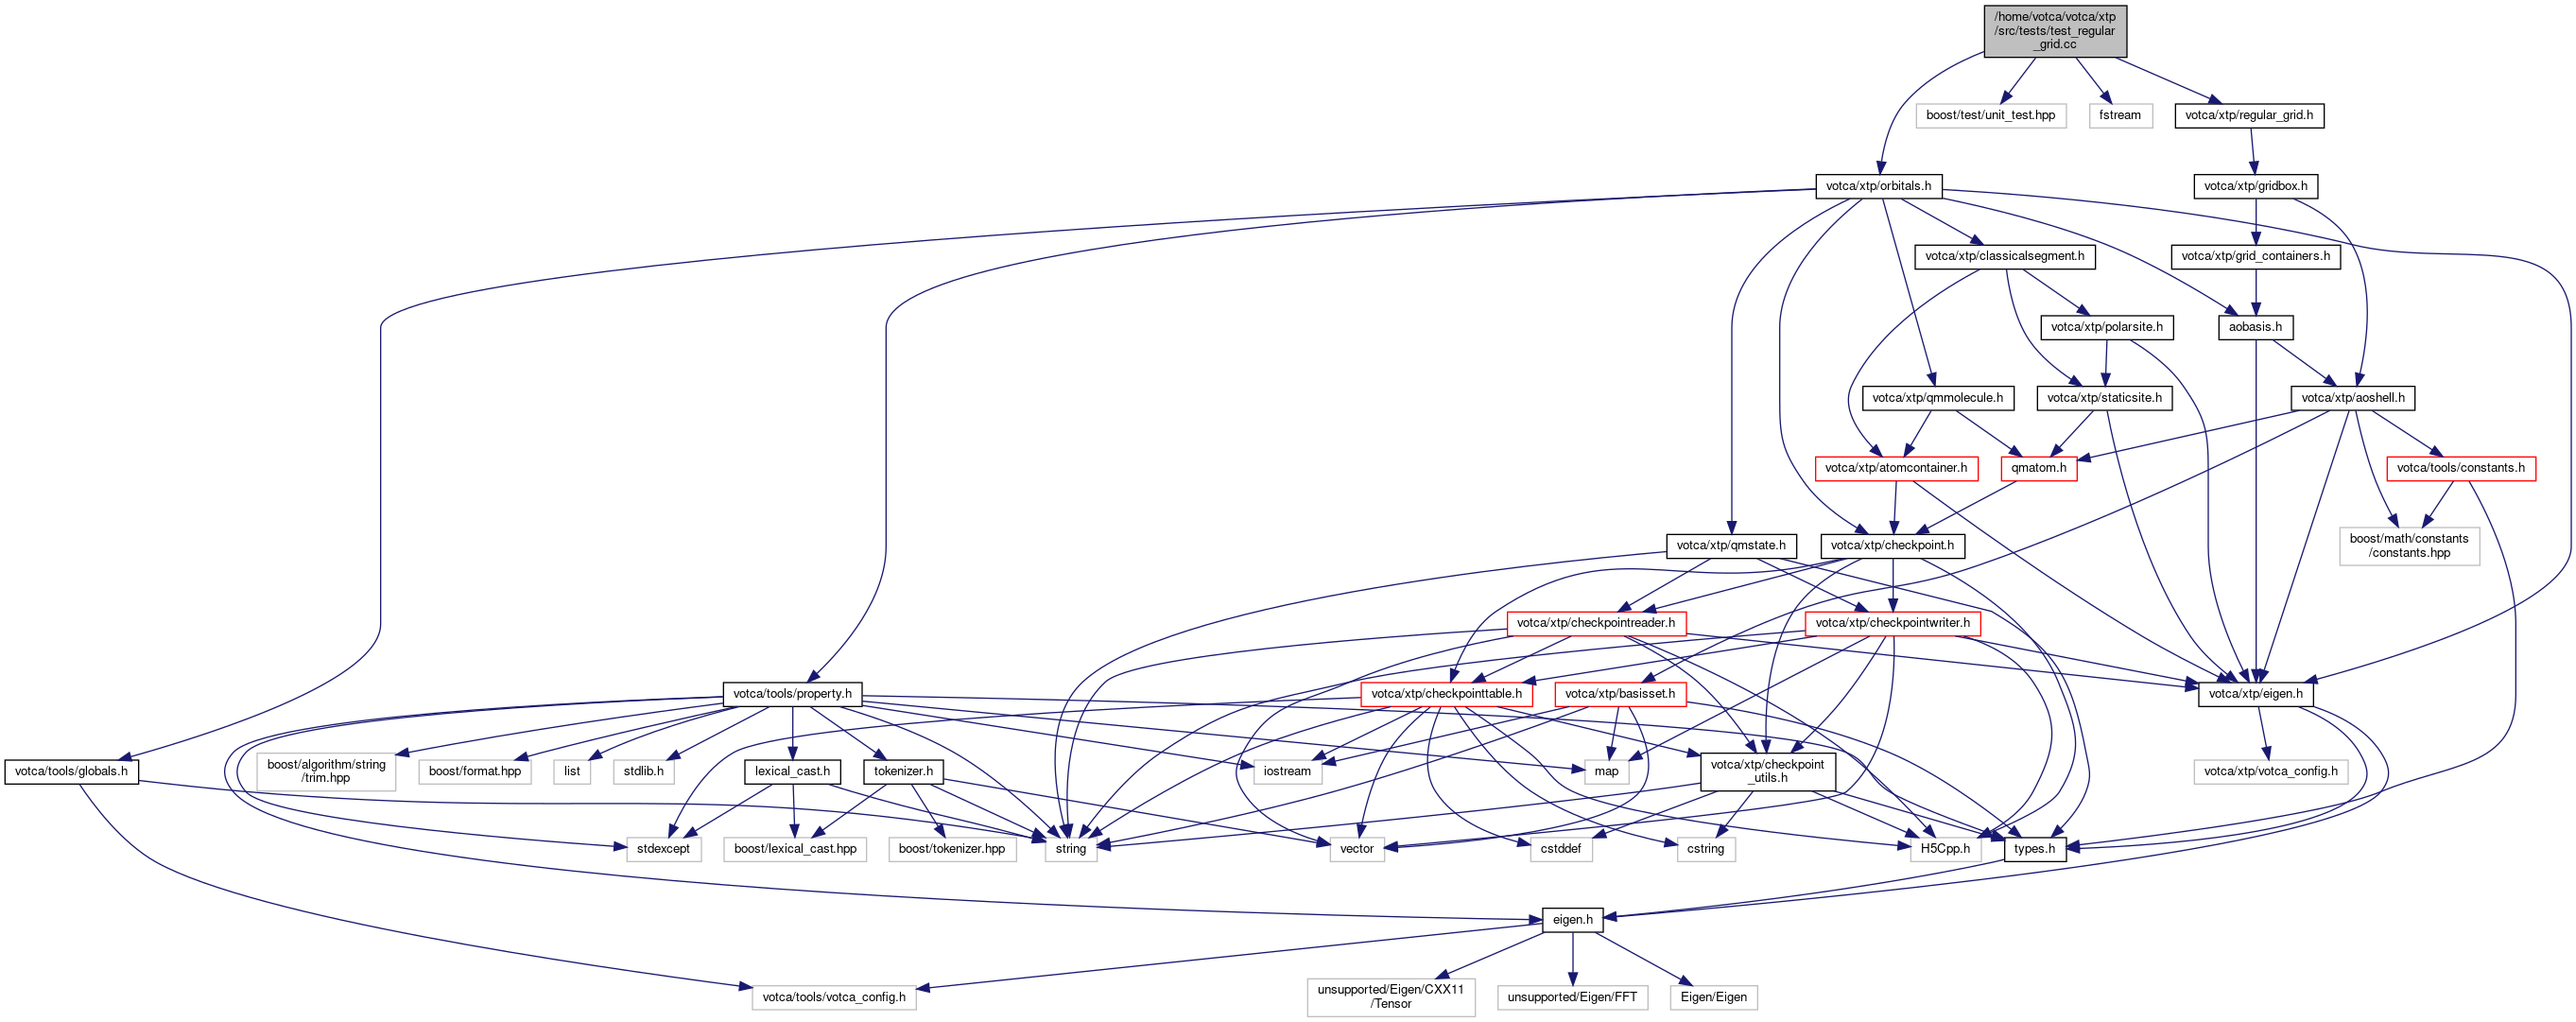 /home/votca/votca/xtp
/src/tests/test_regular
_grid.cc
boost/test/unit_test.hpp
fstream
votca/xtp/regular_grid.h
votca/xtp/orbitals.h
votca/xtp/gridbox.h
votca/xtp/classicalsegment.h
votca/xtp/grid_containers.h
votca/xtp/polarsite.h
aobasis.h
votca/xtp/qmmolecule.h
votca/xtp/staticsite.h
votca/xtp/aoshell.h
votca/xtp/atomcontainer.h
qmatom.h
votca/tools/constants.h
votca/xtp/qmstate.h
votca/xtp/checkpoint.h
boost/math/constants
/constants.hpp
votca/xtp/checkpointreader.h
votca/xtp/checkpointwriter.h
votca/tools/property.h
votca/xtp/checkpointtable.h
votca/xtp/basisset.h
votca/xtp/eigen.h
votca/tools/globals.h
boost/algorithm/string
/trim.hpp
boost/format.hpp
list
stdlib.h
lexical_cast.h
tokenizer.h
iostream
map
votca/xtp/checkpoint
_utils.h
votca/xtp/votca_config.h
stdexcept
boost/lexical_cast.hpp
boost/tokenizer.hpp
string
vector
cstddef
cstring
H5Cpp.h
types.h
eigen.h
votca/tools/votca_config.h
unsupported/Eigen/CXX11
/Tensor
unsupported/Eigen/FFT
Eigen/Eigen